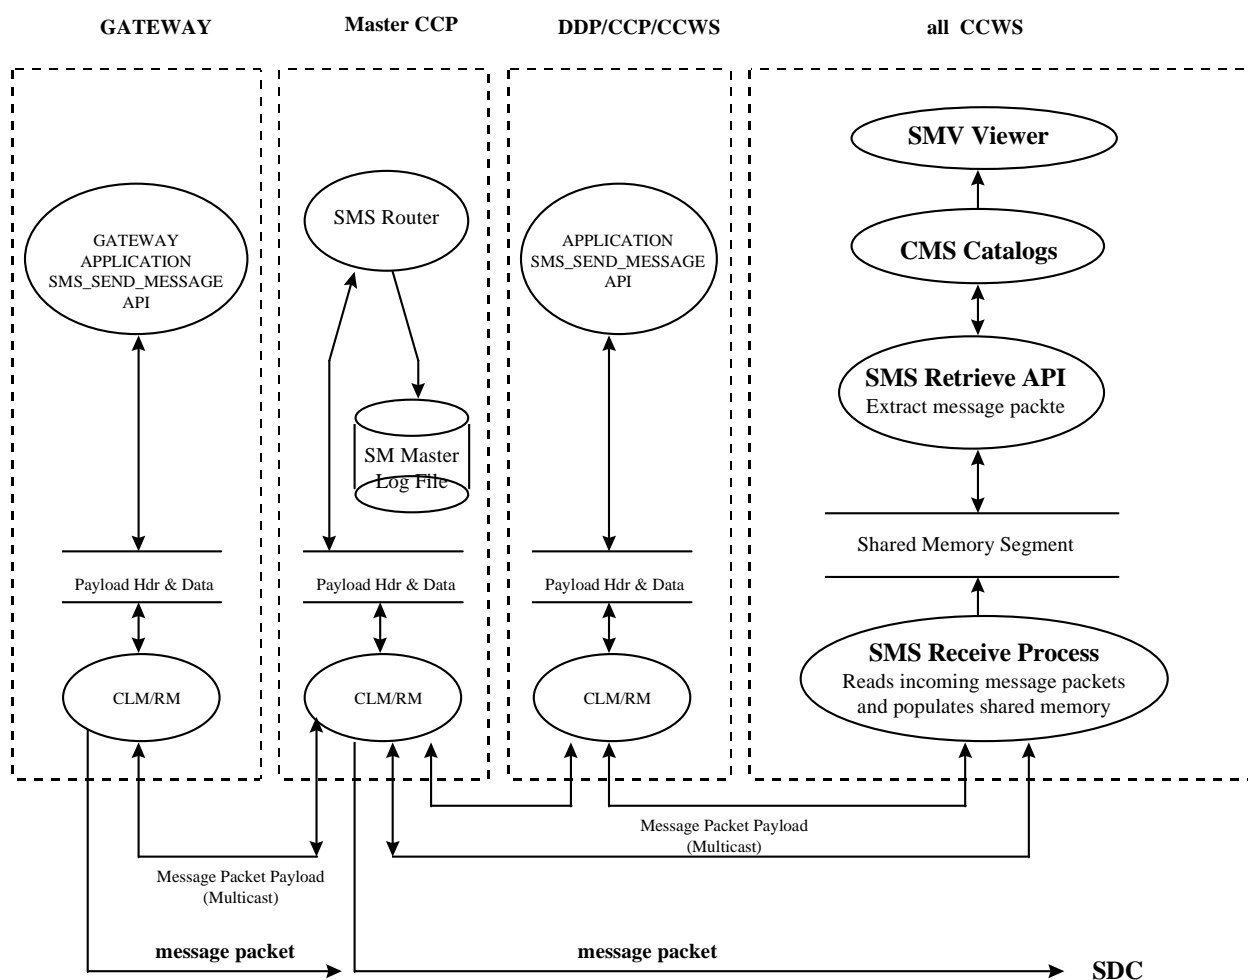 GATEWAY
Master CCP
DDP/CCP/CCWS
all CCWS
SMV Viewer
SMS Router
GATEWAY
APPLICATION
SMS_SEND_MESSAGE
API
APPLICATION
SMS_SEND_MESSAGE
API
CMS Catalogs
SMS Retrieve API
Extract message packte
SM Master
Log File
Shared Memory Segment
Payload Hdr & Data
Payload Hdr & Data
Payload Hdr & Data
SMS Receive Process
Reads incoming message packets
and populates shared memory
CLM/RM
CLM/RM
CLM/RM
Message Packet Payload
(Multicast)
Message Packet Payload
(Multicast)
message packet
message packet
SDC